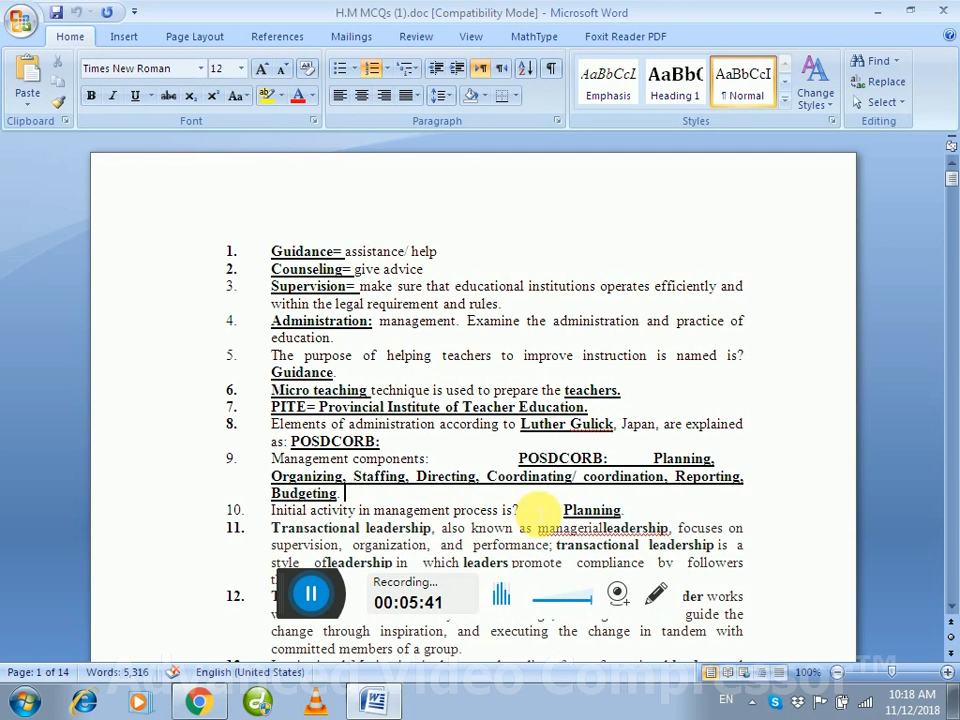 H.M MCQs (1).doc [Compatibility Mode] - Microsoft Word
Home Insert Page Layout References Mailings Review View MathType Foxit Reader PDF
Times New Roman 12 AaBbCcI AaBbC AaBbCcI Find
Replace
Paste Emphasis Heading 1 ¶ Normal Change Styles Select
Clipboard Font Paragraph Styles Editing
1. Guidance= assistance/ help
2. Counseling= give advice
3. Supervision= make sure that educational institutions operates efficiently and
within the legal requirement and rules.
4. Administration: management. Examine the administration and practice of
education.
5. The purpose of helping teachers to improve instruction is named is?
Guidance.
6. Micro teaching technique is used to prepare the teachers.
7. PITE= Provincial Institute of Teacher Education.
8. Elements of administration according to Luther Gulick, Japan, are explained
as: POSDCORB:
9. Management components: POSDCORB: Planning,
Organizing, Staffing, Directing, Coordinating/ coordination, Reporting,
Budgeting.
10. Initial activity in management process is? Planning.
11. Transactional leadership, also known as managerialleadership, focuses on
supervision, organization, and performance; transactional leadership is a
style ofleadership in which leaders promote compliance by followers
12. works
guide the
change through inspiration, and executing the change in tandem with
committed members of a group.
Recording...
00:05:41
Page: 1 of 14 Words: 5,316 English (United States) 100%
Advanced Video Compressor™
EN 10:18 AM
11/12/2018